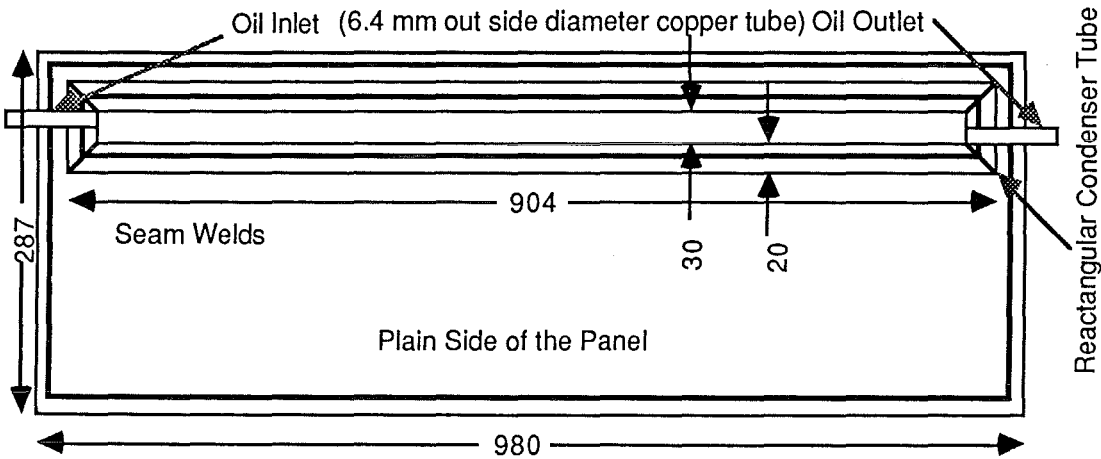 Oil Inlet (6.4 mm out side diameter copper tube) Oil Outlet
Reactangular Condenser Tube
904
287
Seam Welds
30
20
Plain Side of the Panel
980